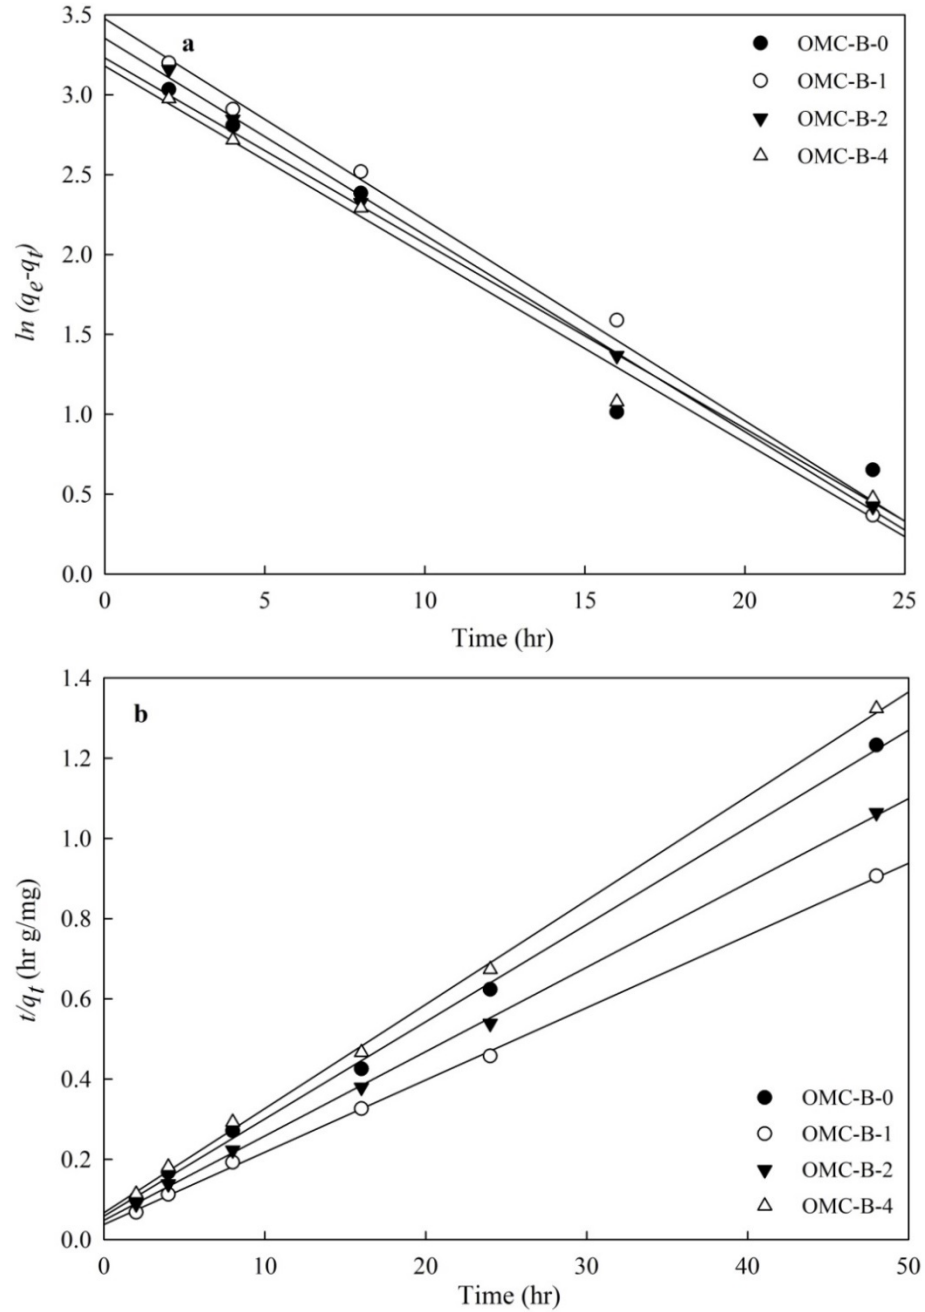 a
3.5
3.0
2.5
2.0
1.5
1.0
0.5
0.0
ln (qₑ-qₜ)
0 5 10 15 20 25
Time (hr)
OMC-B-0
OMC-B-1
OMC-B-2
OMC-B-4
b
1.4
1.2
1.0
0.8
0.6
0.4
0.2
0.0
t/qₜ (hr g/mg)
0 10 20 30 40 50
Time (hr)
OMC-B-0
OMC-B-1
OMC-B-2
OMC-B-4